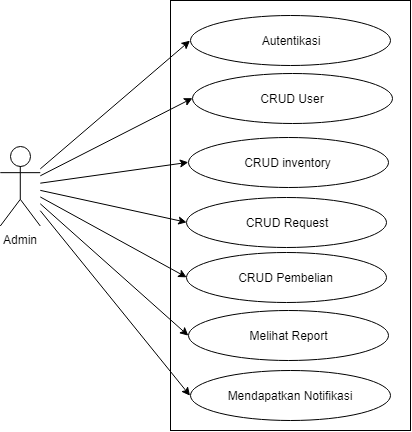 Autentikasi
CRUD User
CRUD inventory
CRUD Request
CRUD Pembelian
Melihat Report
Mendapatkan Notifikasi
Admin